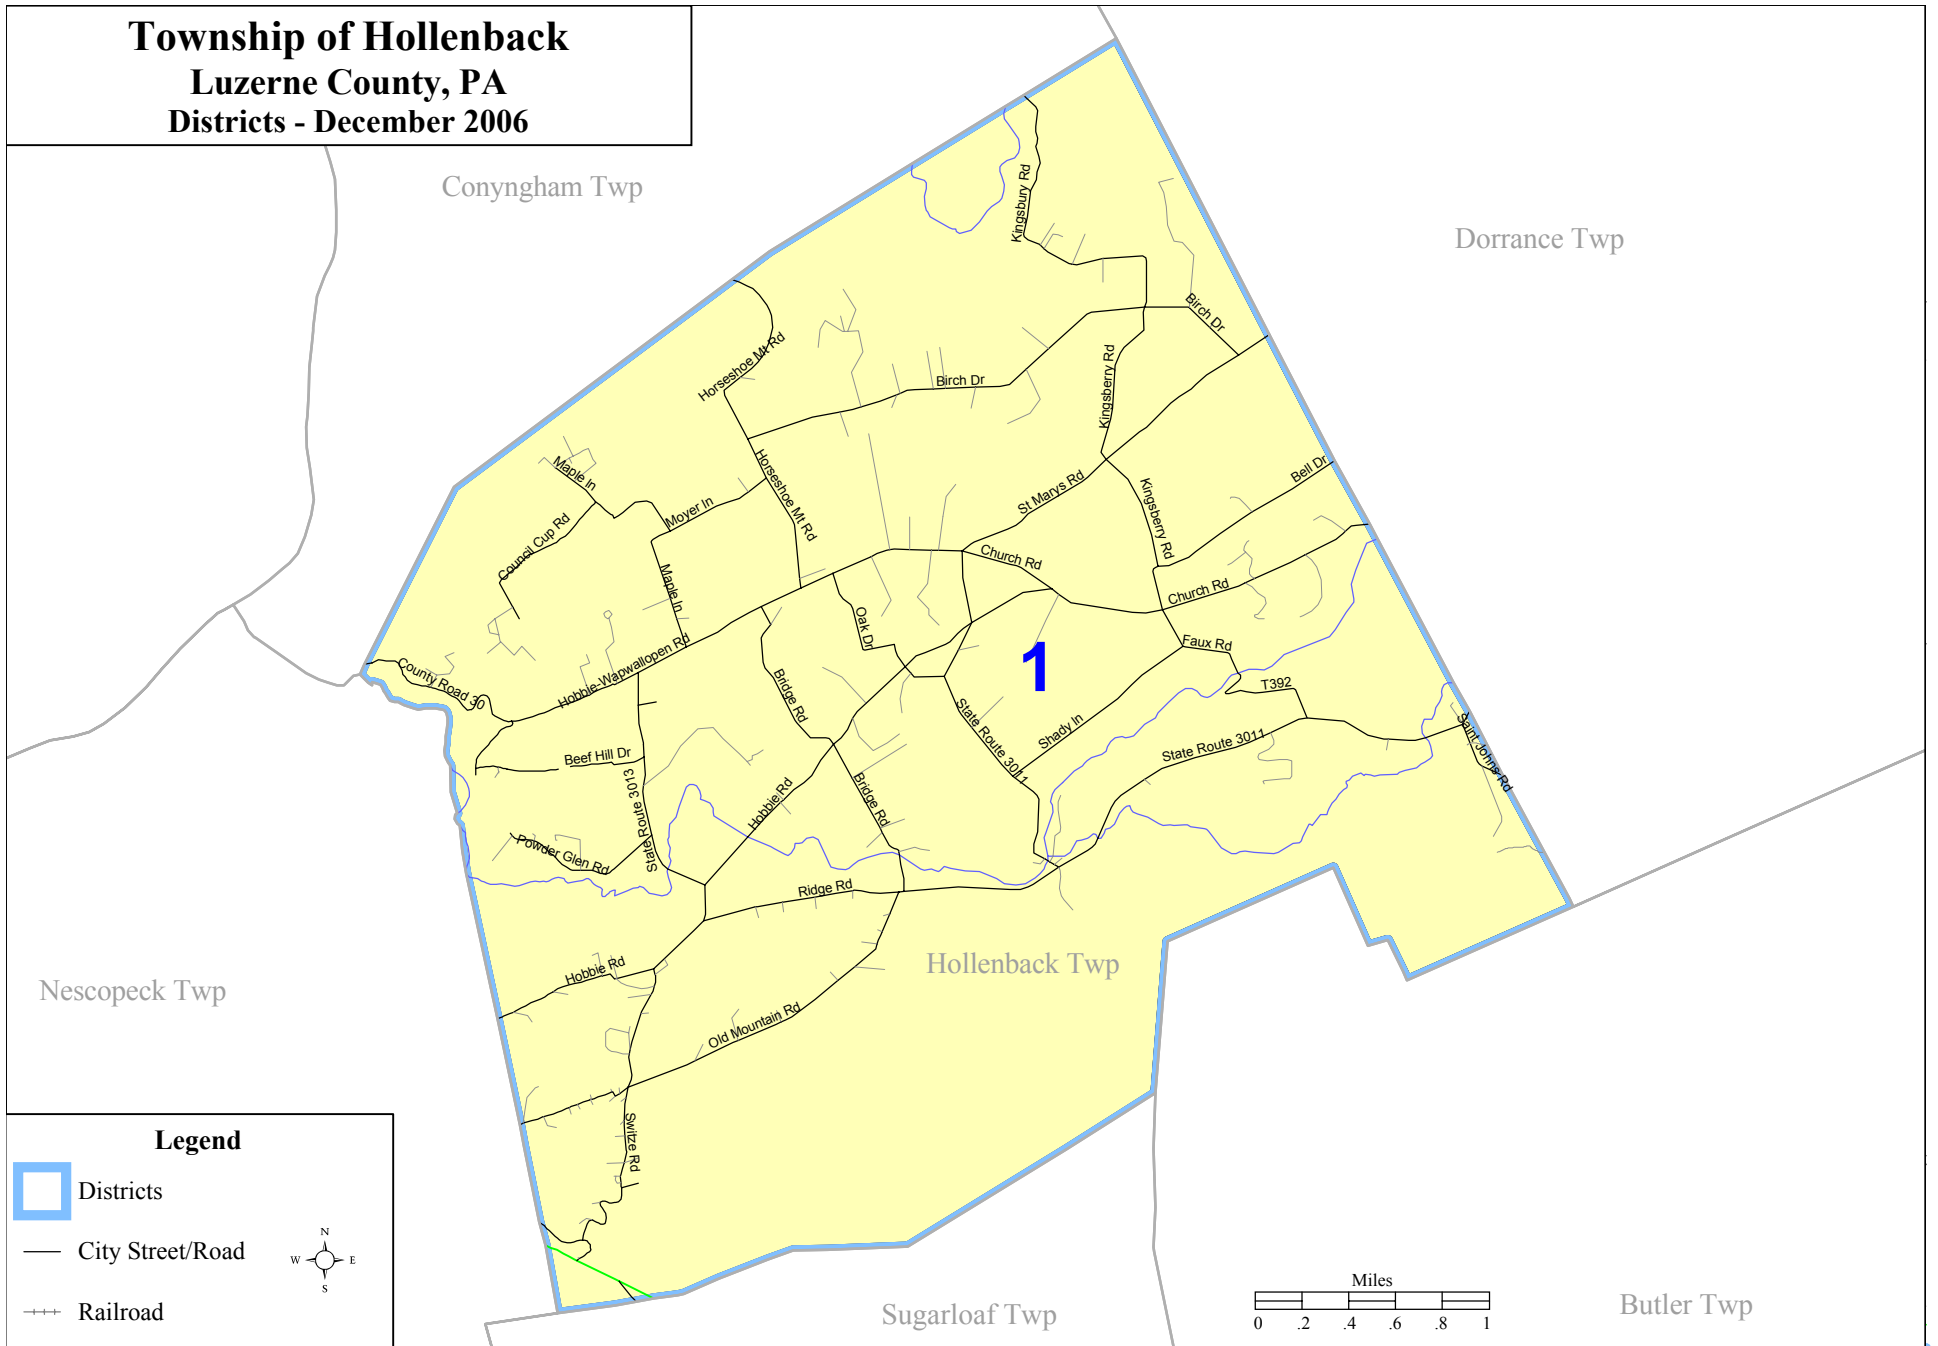 Township of Hollenback
Luzerne County, PA
Districts - December 2006
Conyngham Twp
Dorrance Twp
Kingsbury Rd
Birch Dr
Horseshoe Mt Rd
Kingsberry Rd
Birch Dr
Horseshoe Mt Rd
Maple ln
Bell Dr
Moyer ln
St Marys Rd
Kingsberry Rd
Council Cup Rd
Church Rd
Maple ln
Church Rd
Oak Dr
Faux Rd
1
Hobbie-Wapwallopen Rd
County Road 30
T392
Bridge Rd
State Route 3011
Shady ln
State Route 3011
Saint Johns Rd
Beef Hill Dr
State Route 3013
Hobbie Rd
Bridge Rd
Powder Glen Rd
Ridge Rd
Hollenback Twp
Hobbie Rd
Nescopeck Twp
Old Mountain Rd
Switze Rd
Legend
Districts
City Street/Road
Railroad
N
W E
S
Sugarloaf Twp
Miles
0 .2 .4 .6 .8 1
Butler Twp